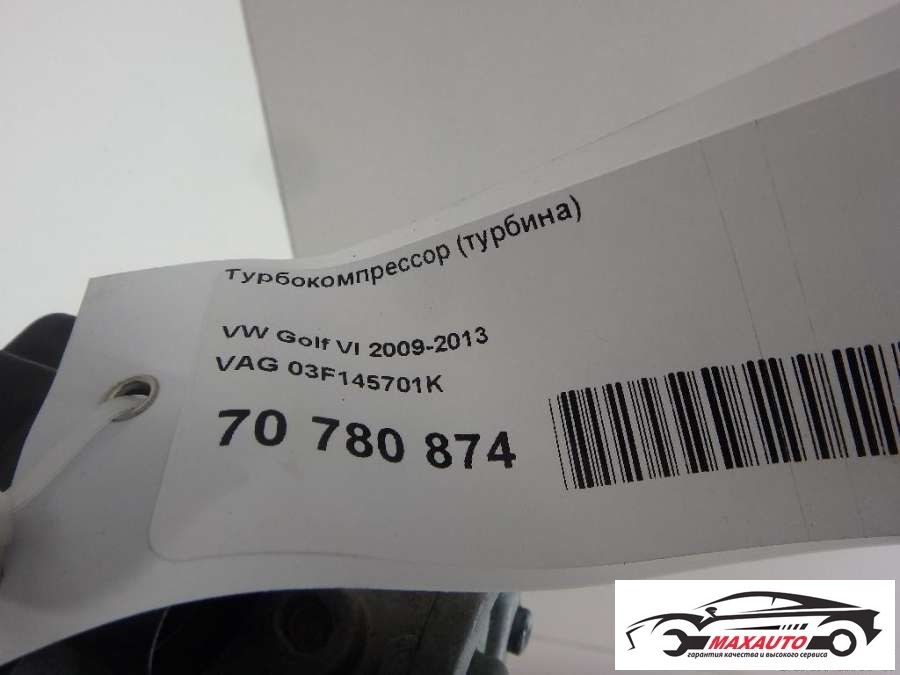 Турбокомпрессор (турбина)
VW Golf VI 2009-2013
VAG 03F145701K
70 780 874
MAXAUTO
гарантия качества и высокого сервиса